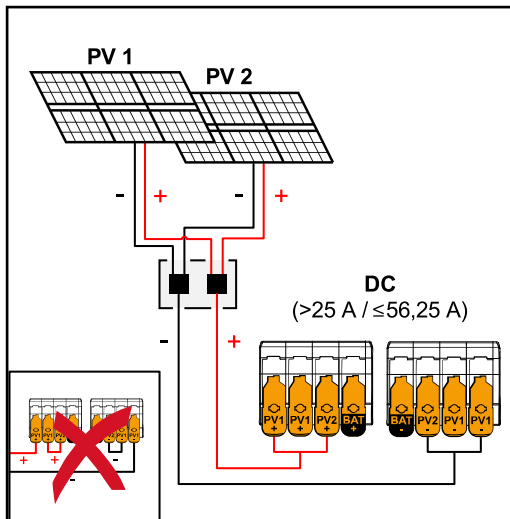 PV 1
PV 2
- + - +
- +
DC
(>25 A / ≤56,25 A)
PV1 + PV1 + PV2 + BAT +
BAT - PV2 - PV1 - PV1 -
+ + -
-